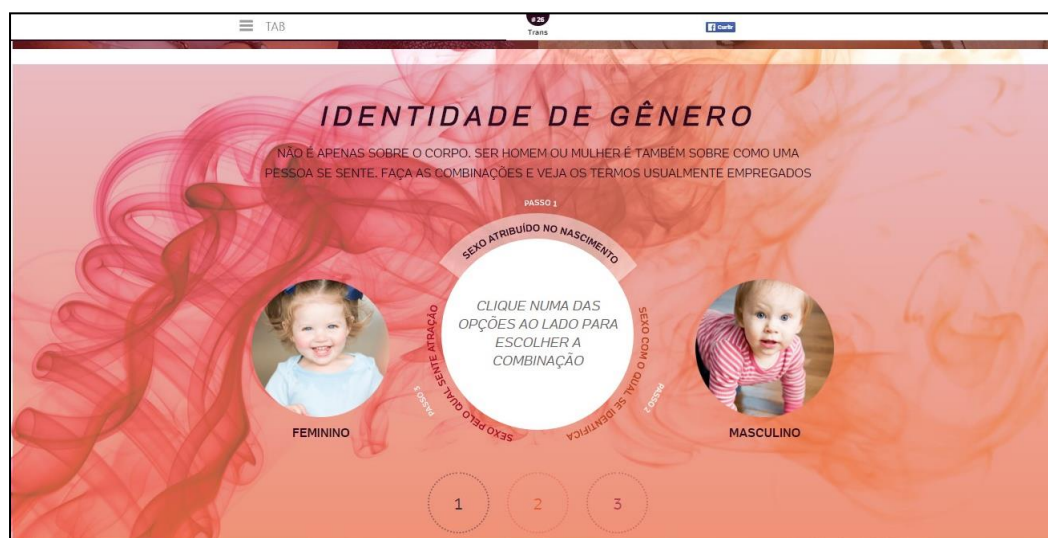 TAB
#26
Trans
Curtir
IDENTIDADE DE GÊNERO
NÃO É APENAS SOBRE O CORPO. SER HOMEM OU MULHER É TAMBÉM SOBRE COMO UMA
PESSOA SE SENTE. FAÇA AS COMBINAÇÕES E VEJA OS TERMOS USUALMENTE EMPREGADOS
PASSO 1
SEXO ATRIBUÍDO NO NASCIMENTO
CLIQUE NUMA DAS
OPÇÕES AO LADO PARA
ESCOLHER A
COMBINAÇÃO
SEXO COM O QUAL SE IDENTIFICA
PASSO 2
SEXO PELO QUAL SENTE ATRAÇÃO
PASSO 3
FEMININO
MASCULINO
1
2
3